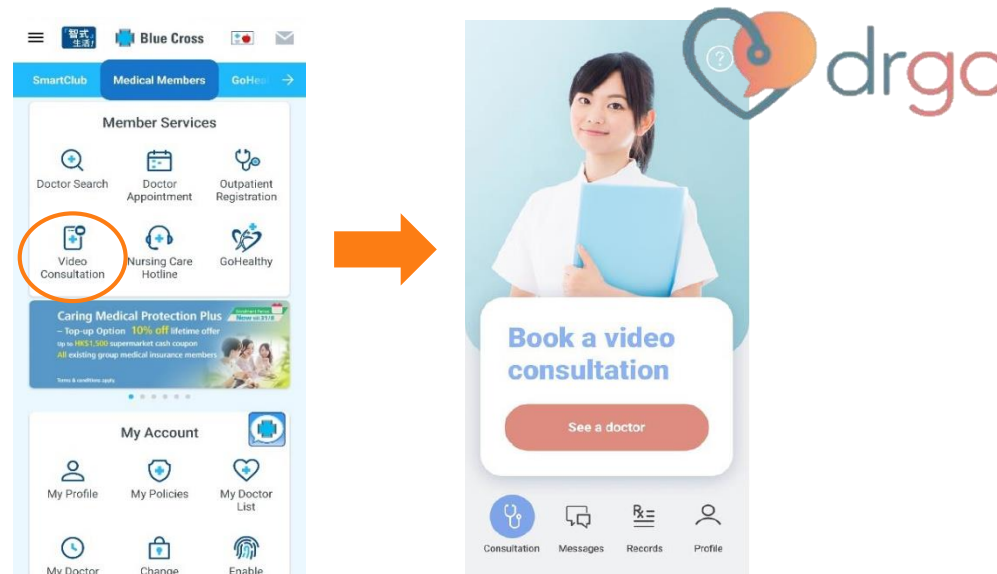 「智式」
生活!
Blue Cross
SmartClub
Medical Members
GoHeal
Member Services
Doctor Search
Doctor
Appointment
Outpatient
Registration
Video
Consultation
Nursing Care
Hotline
GoHealthy
Caring Medical Protection Plus
– Top-up Option 10% off lifetime offer
up to HK$1,500 supermarket cash coupon
All existing group medical insurance members
Terms & conditions apply.
My Account
My Profile
My Policies
My Doctor
List
My Doctor
Change
Enable
drgo
?
Book a video
consultation
See a doctor
Consultation
Messages
Records
Profile